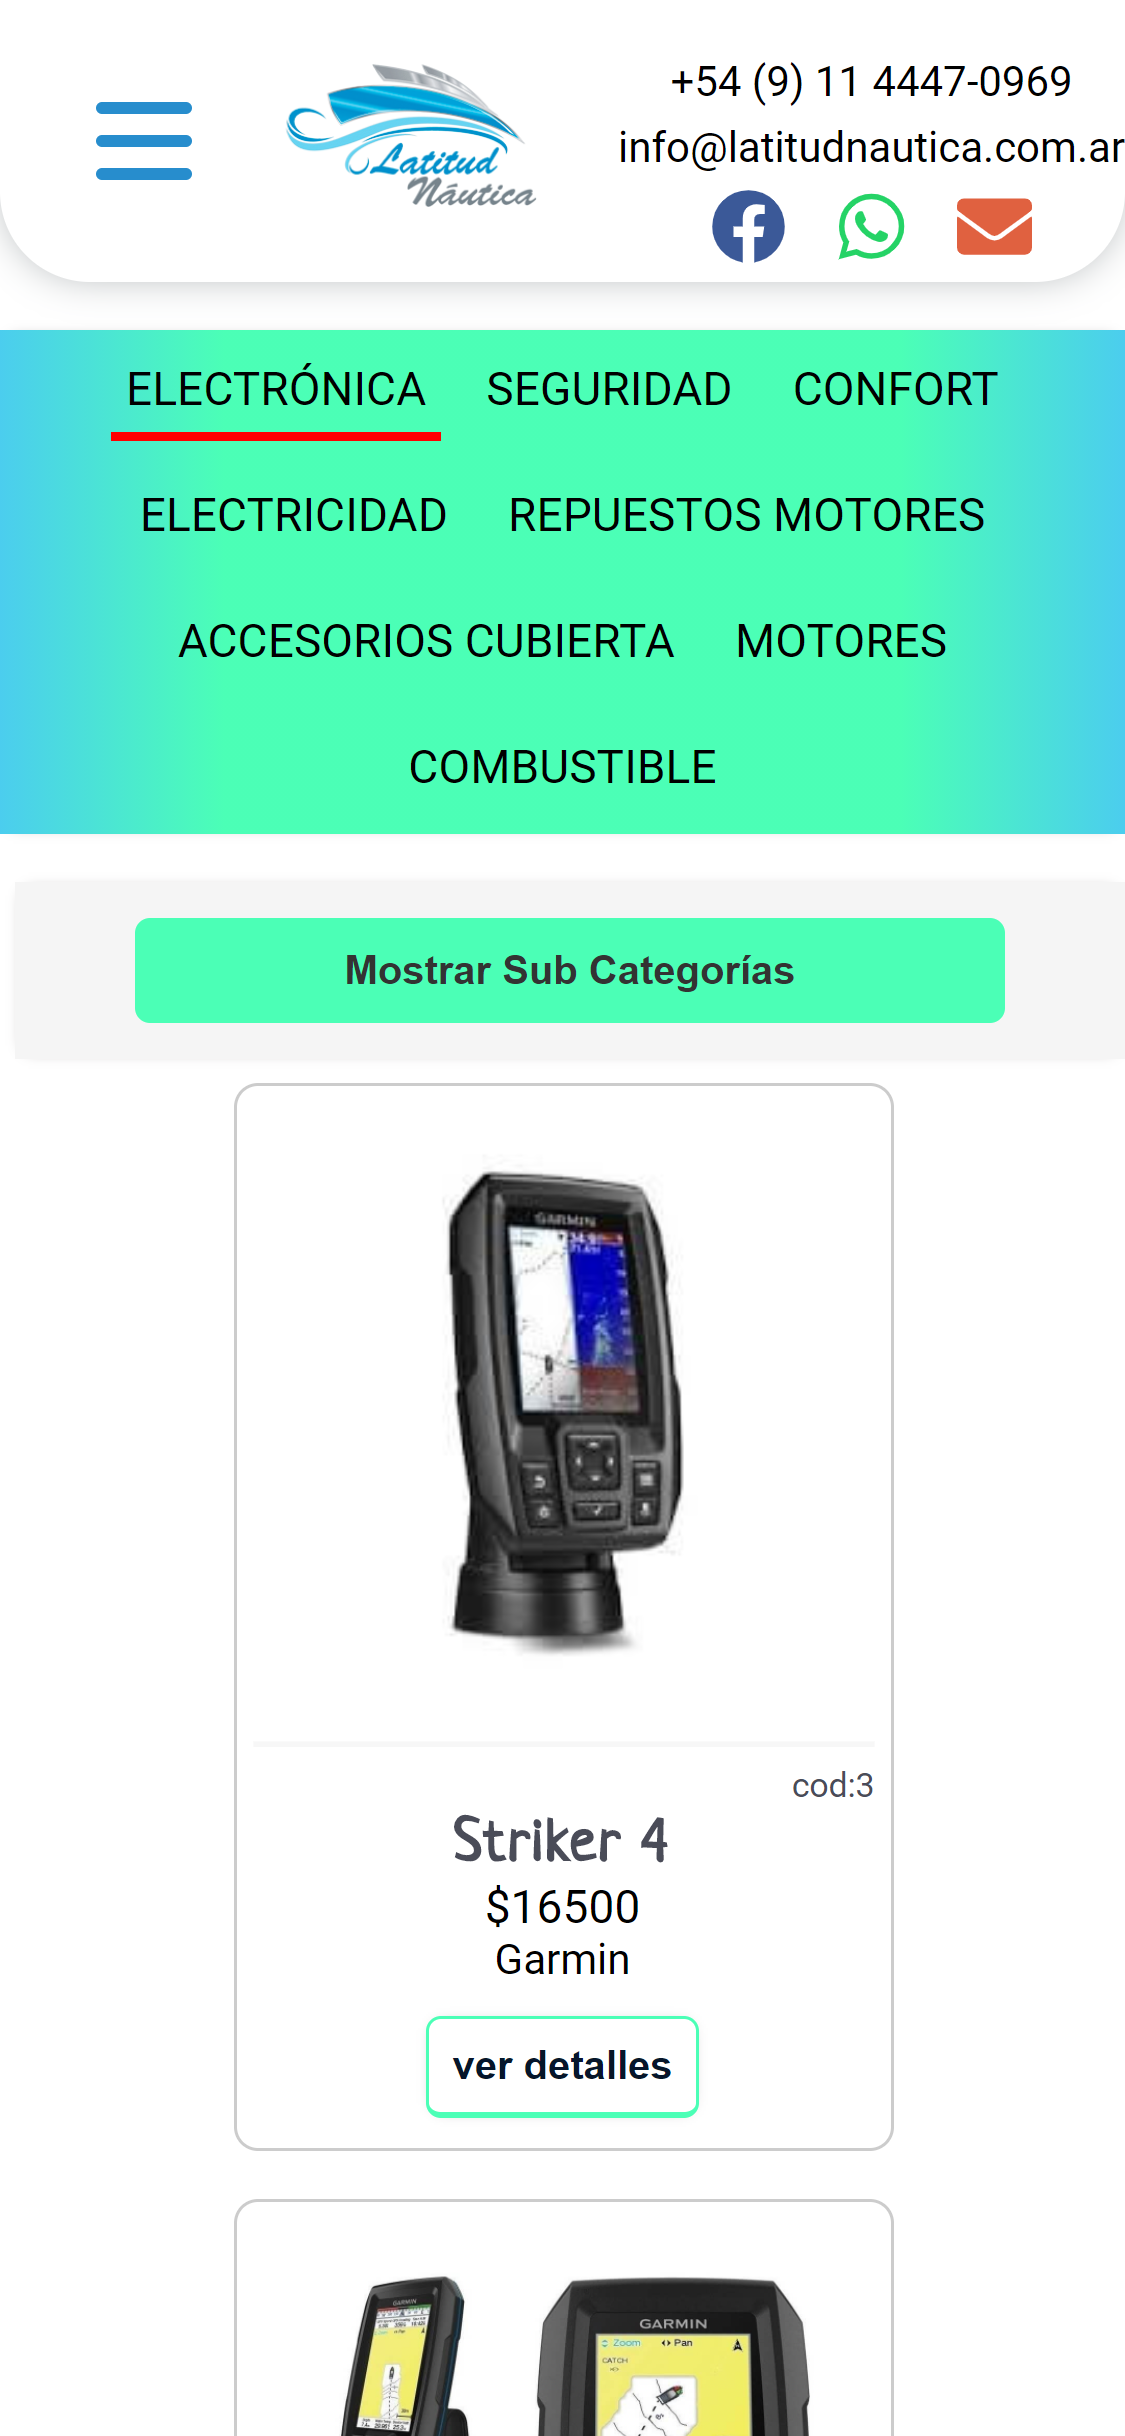 +54 (9) 11 4447-0969
Latitud
Náutica
info@latitudnautica.com.ar
ELECTRÓNICA SEGURIDAD CONFORT
ELECTRICIDAD REPUESTOS MOTORES
ACCESORIOS CUBIERTA MOTORES
COMBUSTIBLE
Mostrar Sub Categorías
GARMIN
cod:3
Striker 4
$16500
Garmin
ver detalles
GARMIN
GARMIN
Zoom Pan
CATCH